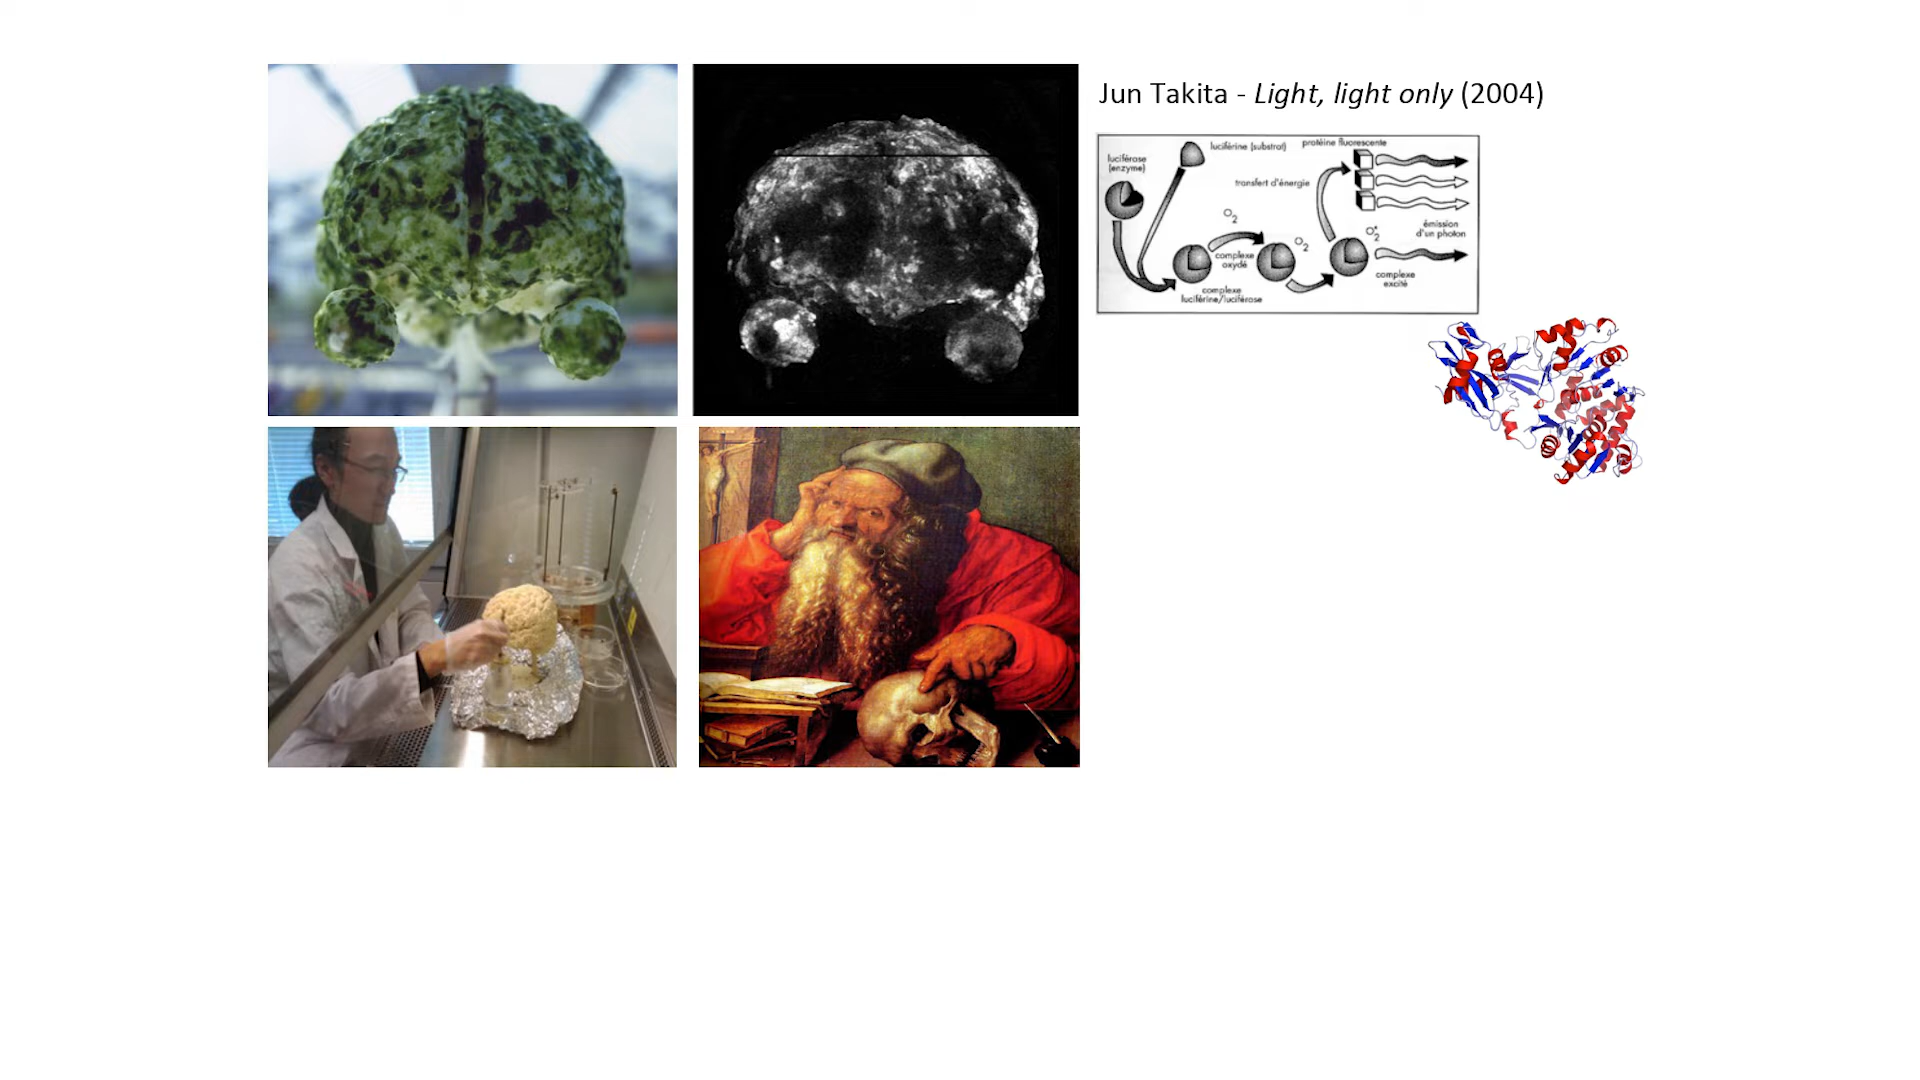 Jun Takita - Light, light only (2004)
luciférase
(enzyme)
luciférine (substrat)
protéine fluorescente
transfert d'énergie
O2
complexe
oxydé
O2
O2*
émission
d'un photon
complexe
excité
complexe
luciférine/luciférase